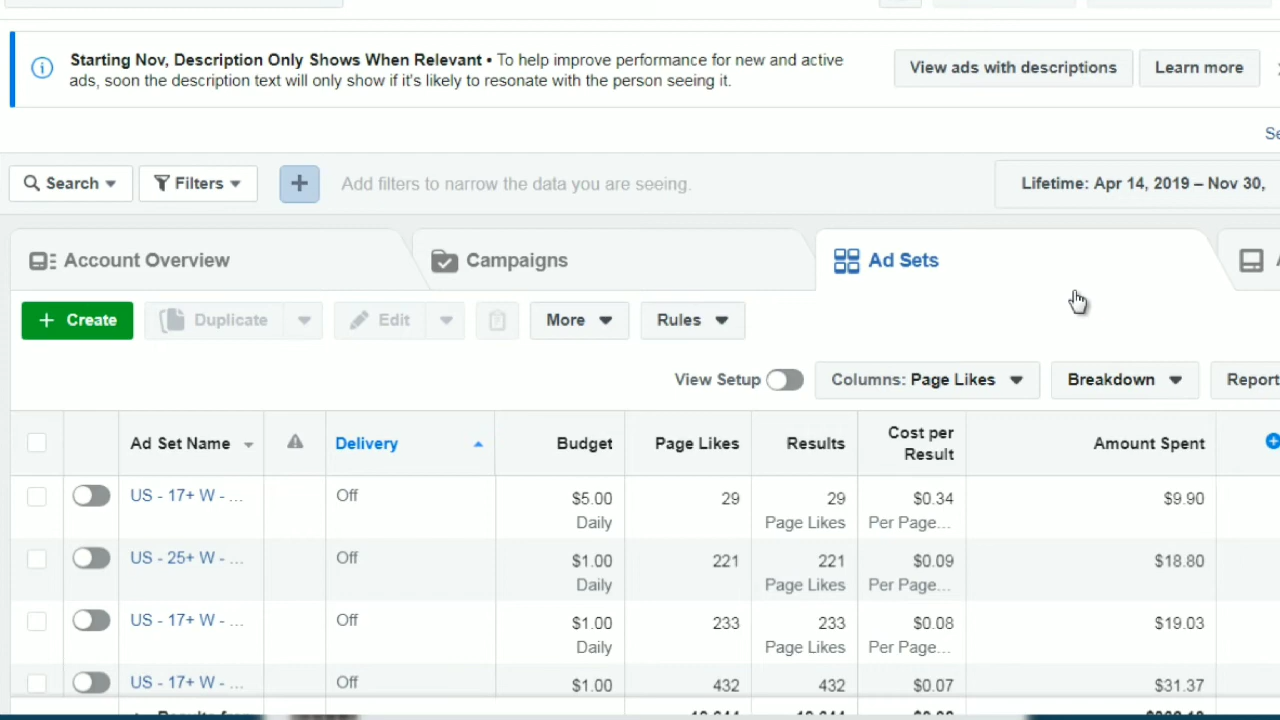 Starting Nov, Description Only Shows When Relevant • To help improve performance for new and active
ads, soon the description text will only show if it's likely to resonate with the person seeing it.
View ads with descriptions
Learn more
Search
Filters
Add filters to narrow the data you are seeing.
Lifetime: Apr 14, 2019 – Nov 30,
Account Overview
Campaigns
Ad Sets
+ Create
Duplicate
Edit
More
Rules
View Setup
Columns: Page Likes
Breakdown
Report
Ad Set Name
Delivery
Budget
Page Likes
Results
Cost per
Result
Amount Spent
US - 17+ W - ...
Off
$5.00
Daily
29
29
Page Likes
$0.34
Per Page...
$9.90
US - 25+ W - ...
Off
$1.00
Daily
221
221
Page Likes
$0.09
Per Page...
$18.80
US - 17+ W - ...
Off
$1.00
Daily
233
233
Page Likes
$0.08
Per Page...
$19.03
US - 17+ W - ...
Off
$1.00
432
432
$0.07
$31.37